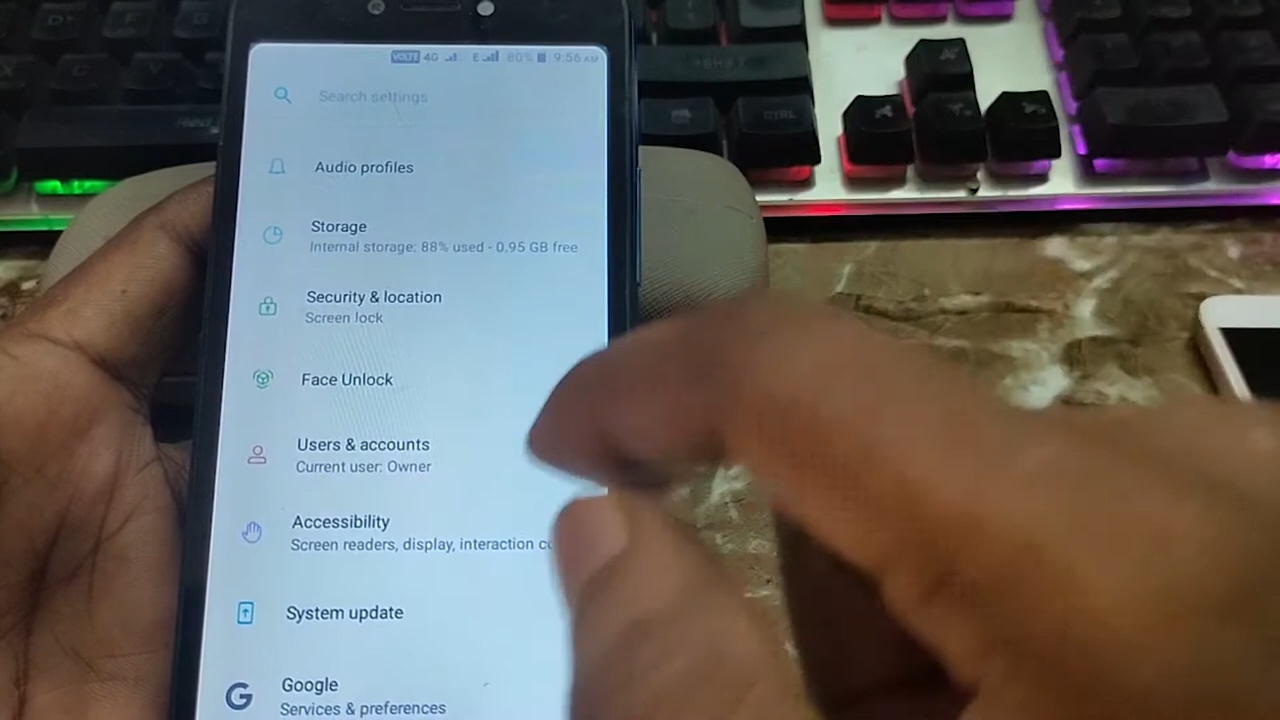 VoLTE 4G E 80% 9:56 AM
Search settings
Audio profiles
Storage
Internal storage: 88% used - 0.95 GB free
Security & location
Screen lock
Face Unlock
Users & accounts
Current user: Owner
Accessibility
Screen readers, display, interaction
System update
Google
Services & preferences
SHIFT
CTRL